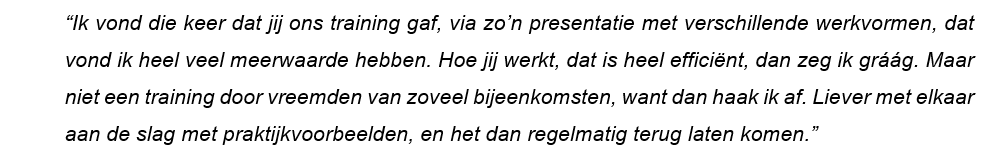 “Ik vond die keer dat jij ons training gaf, via zo’n presentatie met verschillende werkvormen, dat
vond ik heel veel meerwaarde hebben. Hoe jij werkt, dat is heel efficiënt, dan zeg ik gráág. Maar
niet een training door vreemden van zoveel bijeenkomsten, want dan haak ik af. Liever met elkaar
aan de slag met praktijkvoorbeelden, en het dan regelmatig terug laten komen.”